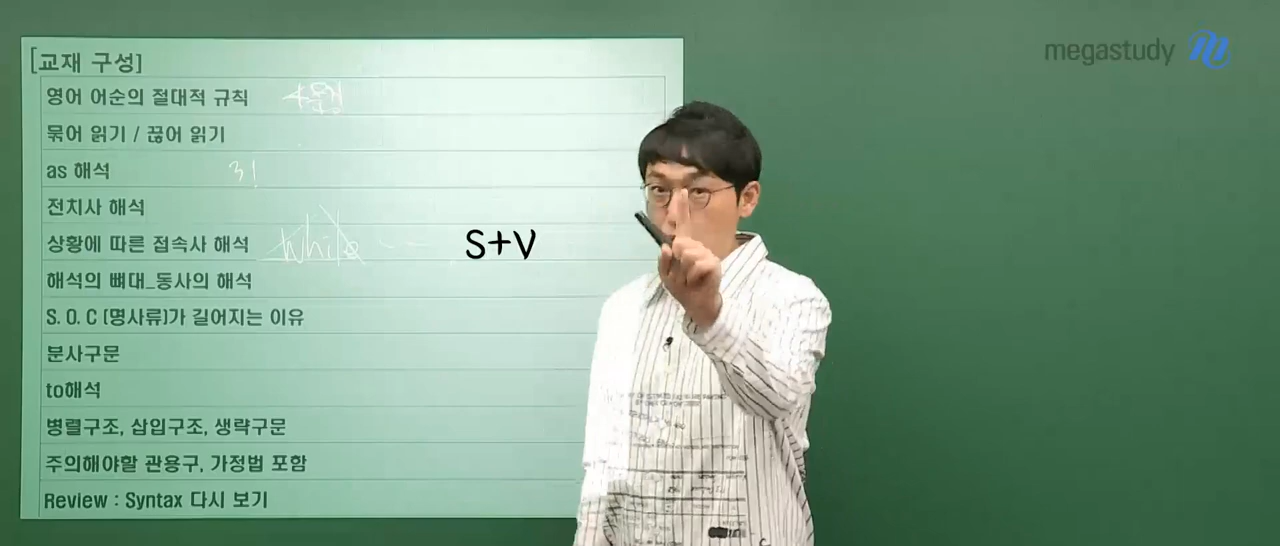 megastudy
[교재 구성]
영어 어순의 절대적 규칙
묶어 읽기 / 끊어 읽기
as 해석 3!
전치사 해석
상황에 따른 접속사 해석 while S+V
해석의 뼈대_동사의 해석
S. O. C (명사류)가 길어지는 이유
분사구문
to해석
병렬구조, 삽입구조, 생략구문
주의해야할 관용구, 가정법 포함
Review : Syntax 다시 보기